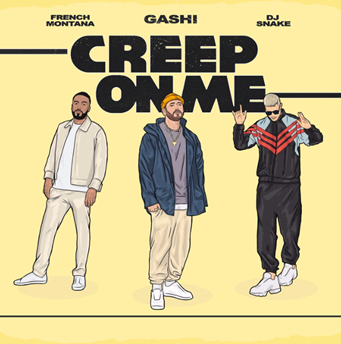 FRENCH MONTANA
GASHI
DJ SNAKE
CREEP
ON ME